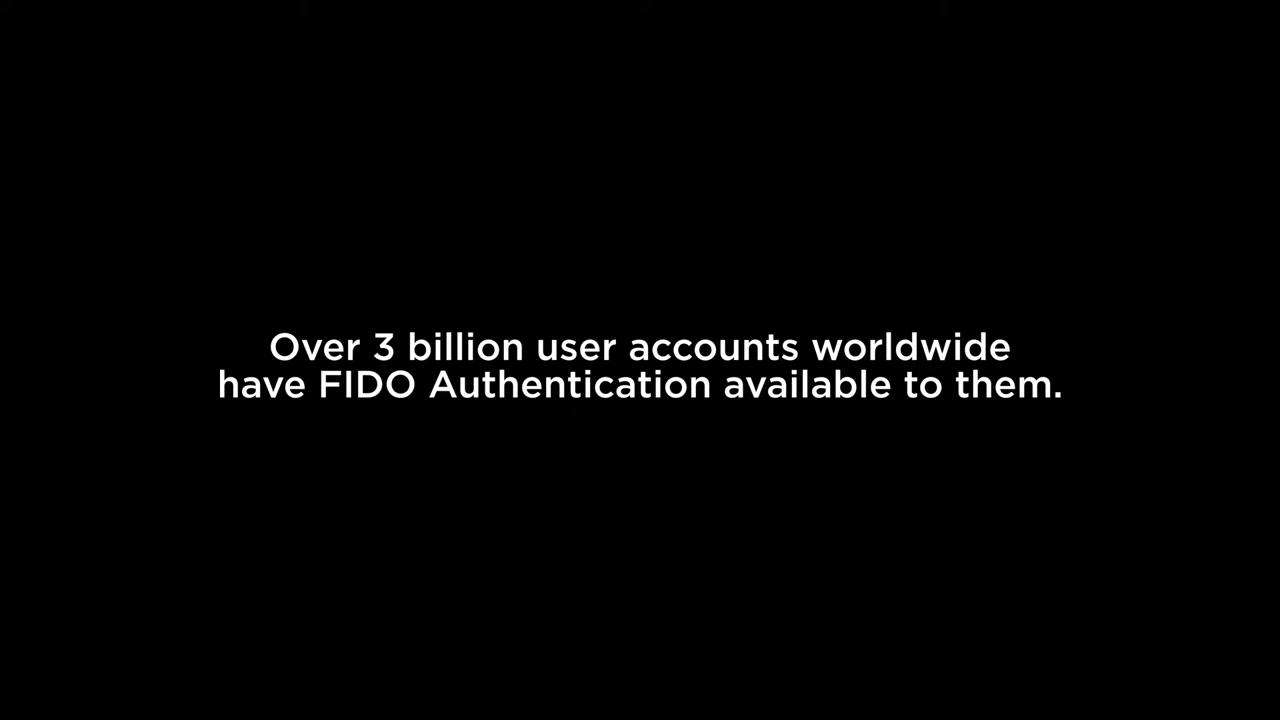 Over 3 billion user accounts worldwide
have FIDO Authentication available to them.